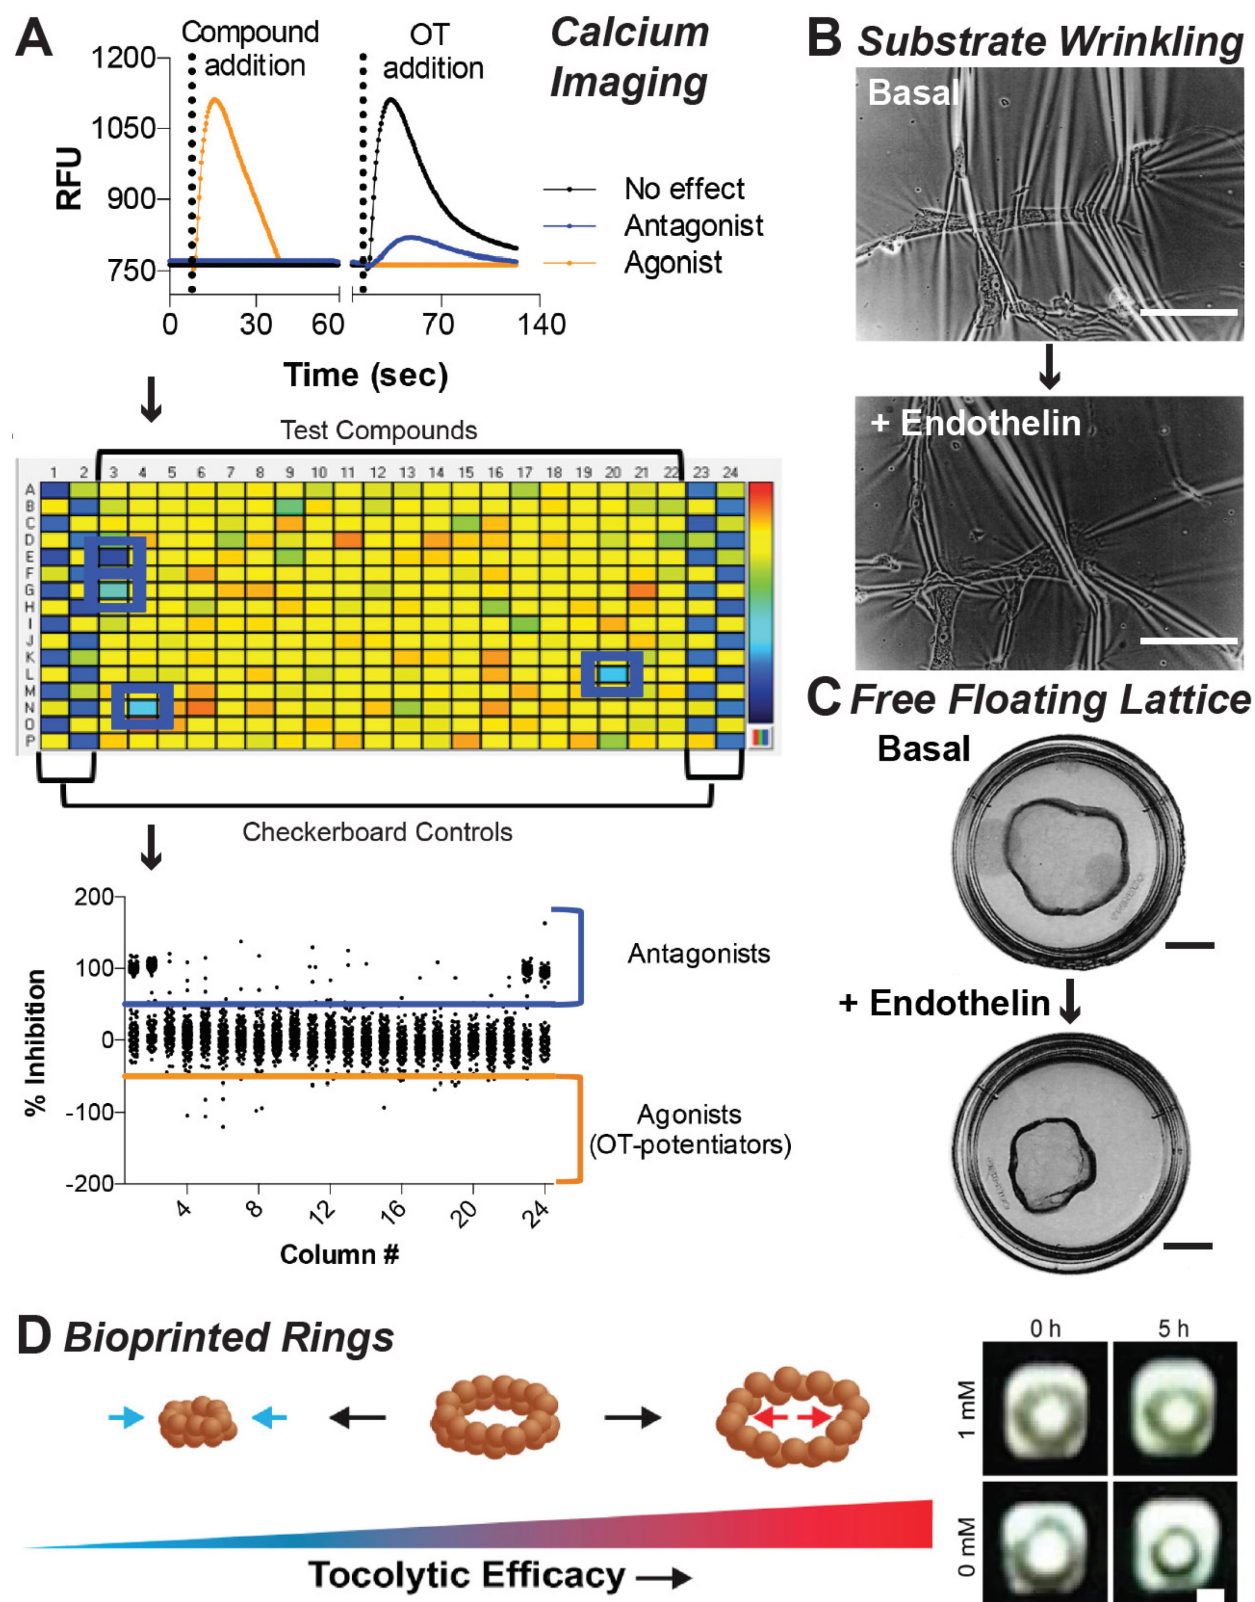 A
Calcium
Imaging
Compound
addition
OT
addition
1200
1050
900
750
RFU
0
30
60
70
140
Time (sec)
No effect
Antagonist
Agonist
Test Compounds
1 2 3 4 5 6 7 8 9 10 11 12 13 14 15 16 17 18 19 20 21 22 23 24
A
B
C
D
E
F
G
H
I
J
K
L
M
N
O
P
Checkerboard Controls
200
100
0
-100
-200
% Inhibition
4
8
12
16
20
24
Column #
Antagonists
Agonists
(OT-potentiators)
B Substrate Wrinkling
Basal
+ Endothelin
C Free Floating Lattice
Basal
+ Endothelin
D Bioprinted Rings
Tocolytic Efficacy
0 h
5 h
1 mM
0 mM